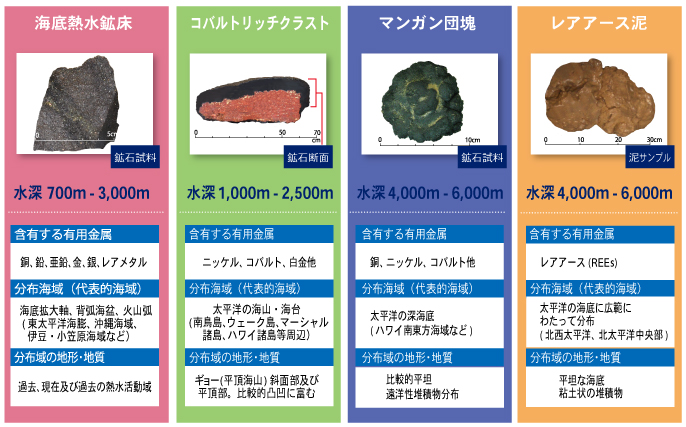 海底熱水鉱床
5cm
0
鉱石試料
水深 700m - 3,000m
含有する有用金属
銅、鉛、亜鉛、金、銀、レアメタル
分布海域（代表的海域）
海底拡大軸、背弧海盆、火山弧
(東太平洋海膨、沖縄海域、
伊豆・小笠原海域など)
分布域の地形・地質
過去、現在及び過去の熱水活動域
コバルトリッチクラスト
0 50 70
cm
鉱石断面
水深 1,000m - 2,500m
含有する有用金属
ニッケル、コバルト、白金他
分布海域（代表的海域）
太平洋の海山・海台
(南鳥島、ウェーク島、マーシャル
諸島、ハワイ諸島等周辺)
分布域の地形・地質
ギョー(平頂海山) 斜面部及び
平頂部。比較的凸凹に富む
マンガン団塊
0 10cm
鉱石試料
水深 4,000m - 6,000m
含有する有用金属
銅、ニッケル、コバルト他
分布海域（代表的海域）
太平洋の深海底
(ハワイ南東方海域など)
分布域の地形・地質
比較的平坦
遠洋性堆積物分布
レアアース泥
0 10 20 30cm
泥サンプル
水深 4,000m - 6,000m
含有する有用金属
レアアース (REEs)
分布海域（代表的海域）
太平洋の海底に広範に
わたって分布
(北西太平洋、北太平洋中央部)
分布域の地形・地質
平坦な海底
粘土状の堆積物